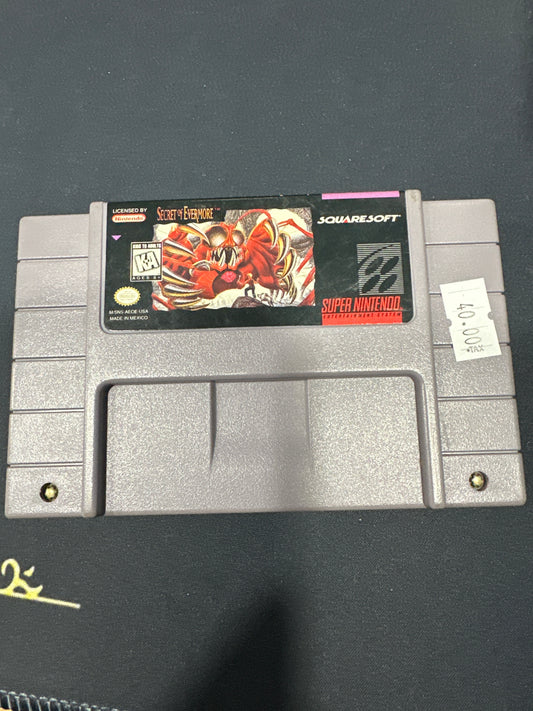 LICENSED BY
Nintendo
SECRET OF EVERMORE™
SQUARESOFT
KIDS TO ADULTS
K-A
AGES 6+
M/SNS-AEOE-USA
MADE IN MEXICO
SUPER NINTENDO
ENTERTAINMENT SYSTEM
40.00